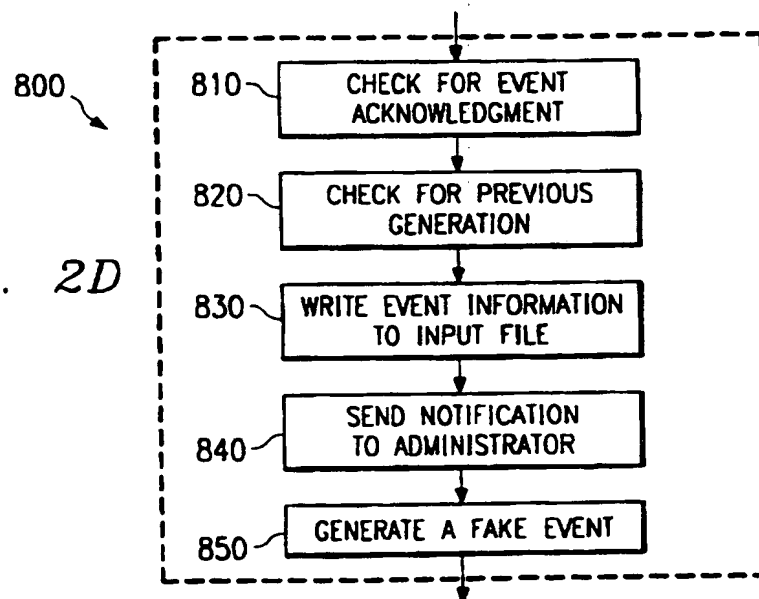 800
810
CHECK FOR EVENT
ACKNOWLEDGMENT
820
CHECK FOR PREVIOUS
GENERATION
. 2D
830
WRITE EVENT INFORMATION
TO INPUT FILE
840
SEND NOTIFICATION
TO ADMINISTRATOR
850
GENERATE A FAKE EVENT